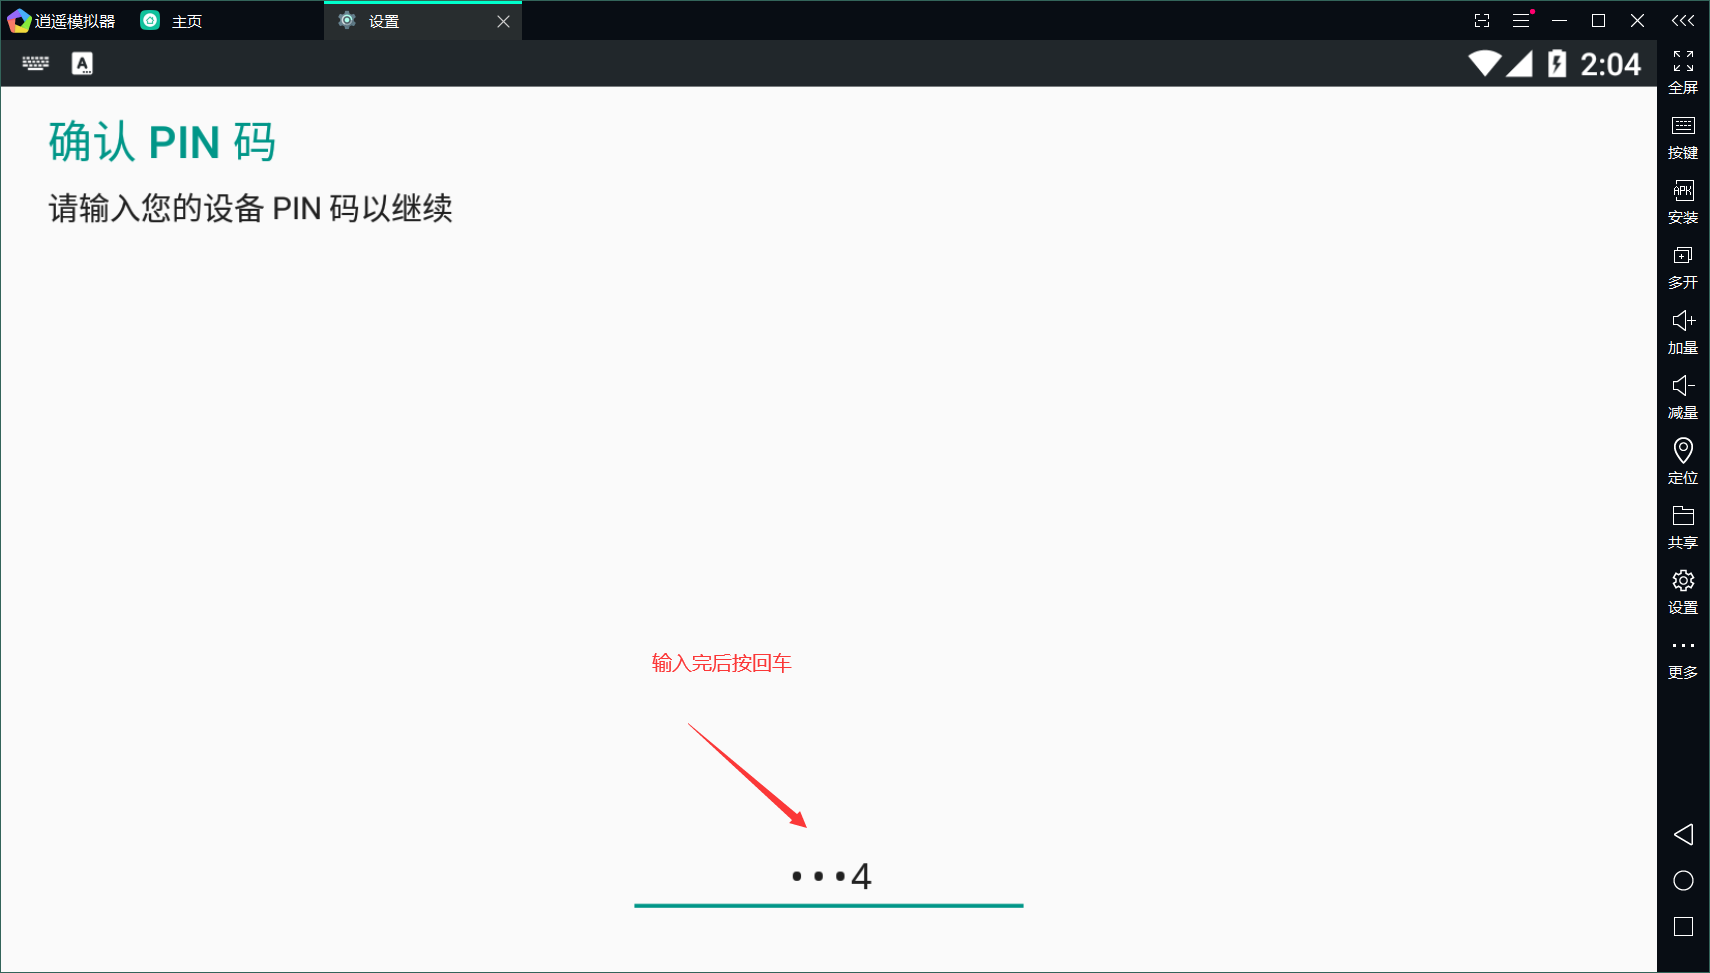 逍遥模拟器
主页
设置
2:04
确认 PIN 码
请输入您的设备 PIN 码以继续
输入完后按回车
•••4
全屏
按键
APK
安装
多开
加量
减量
定位
共享
设置
更多